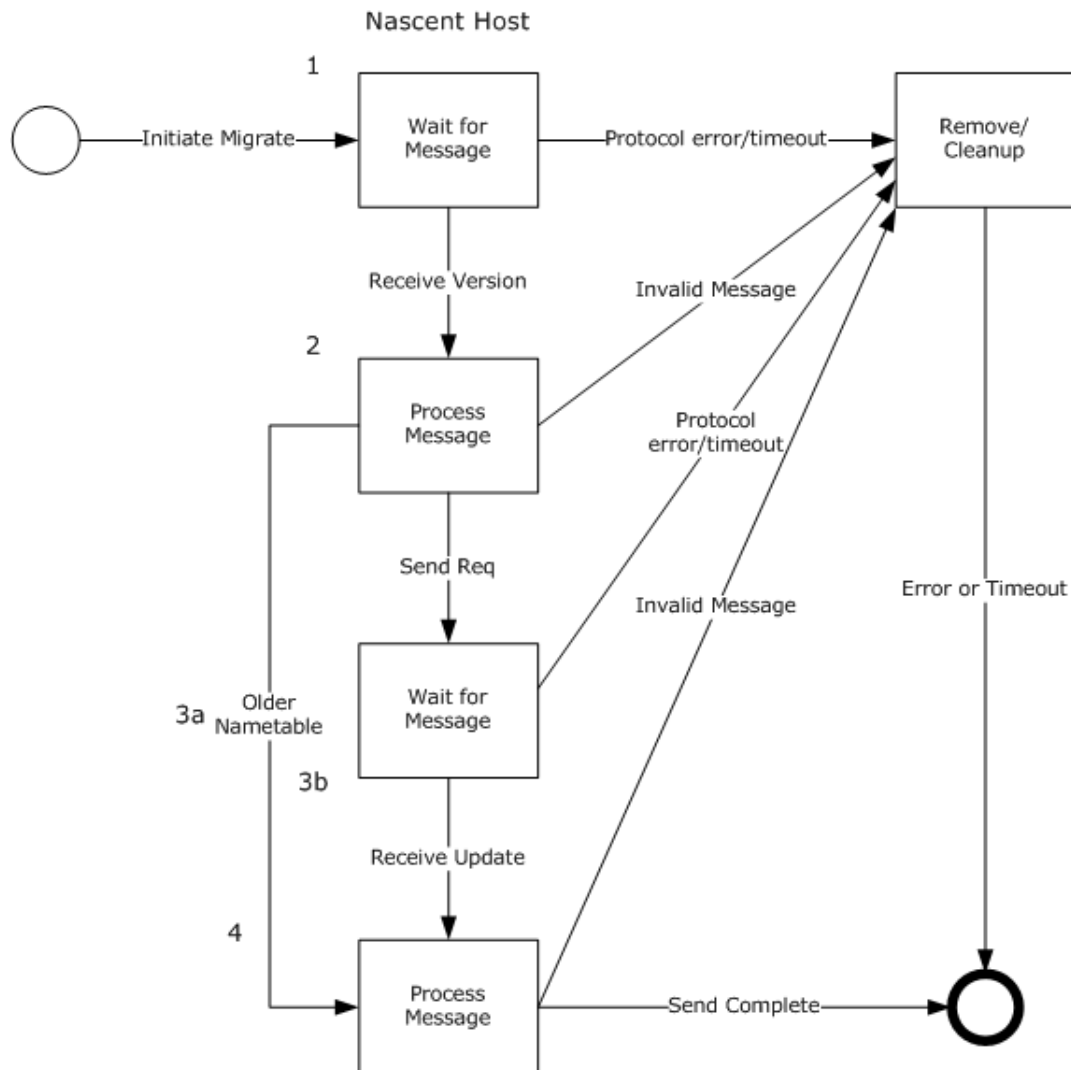 Nascent Host
1
Initiate Migrate
Wait for
Message
Protocol error/timeout
Remove/
Cleanup
Receive Version
Invalid Message
2
Process
Message
Protocol
error/timeout
Send Req
Error or Timeout
Invalid Message
3a
Older
Nametable
Wait for
Message
3b
Receive Update
4
Process
Message
Send Complete